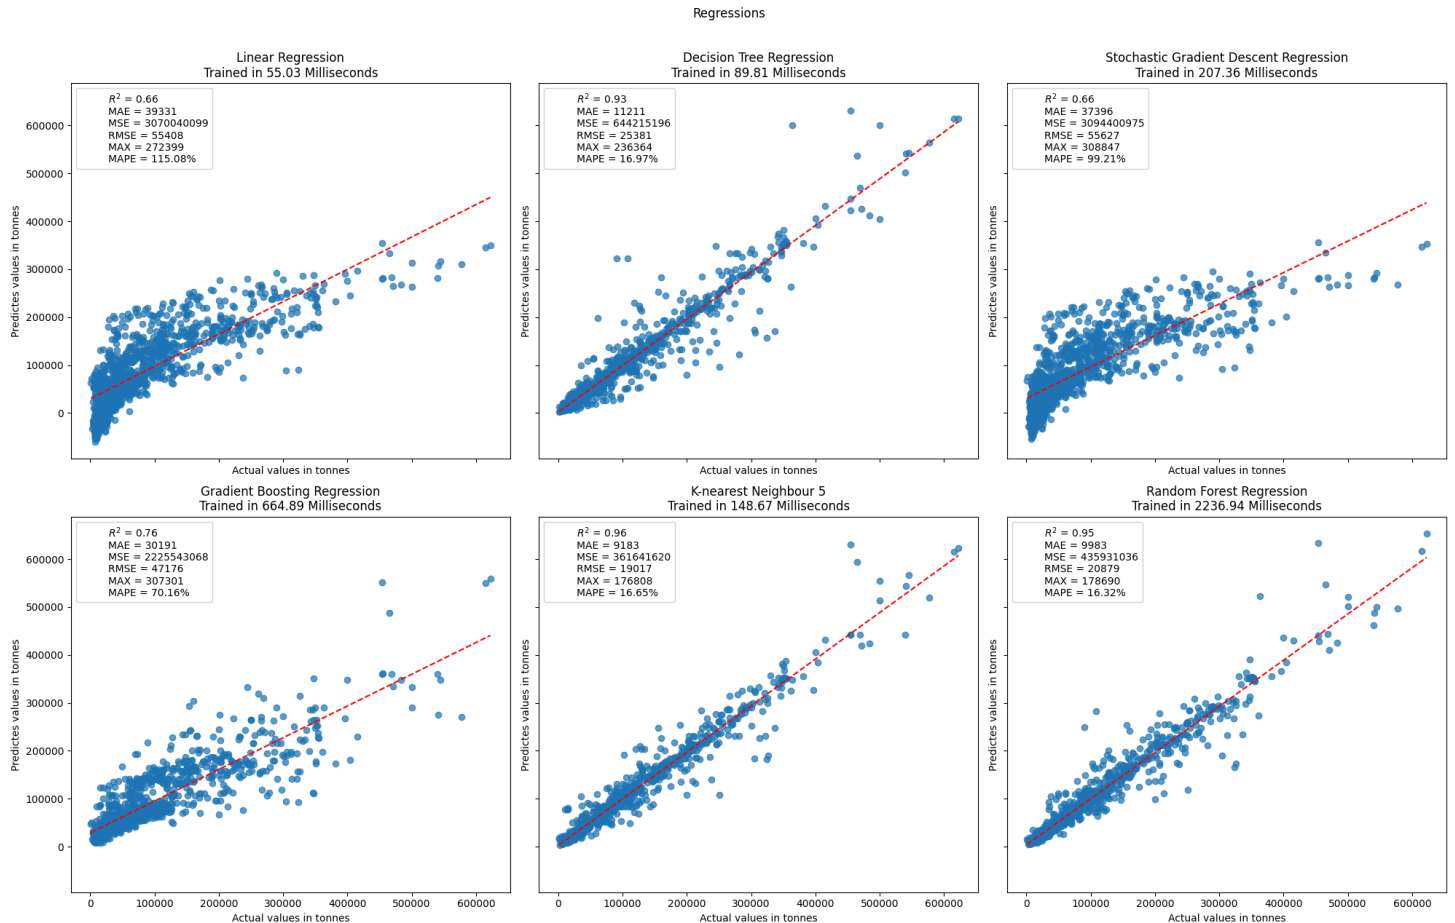 Regressions
Linear Regression
Trained in 55.03 Milliseconds
R² = 0.66
MAE = 39331
MSE = 3070040099
RMSE = 55408
MAX = 272399
MAPE = 115.08%
600000
500000
400000
300000
200000
100000
0
Predictes values in tonnes
Actual values in tonnes
Decision Tree Regression
Trained in 89.81 Milliseconds
R² = 0.93
MAE = 11211
MSE = 644215196
RMSE = 25381
MAX = 236364
MAPE = 16.97%
Predictes values in tonnes
Actual values in tonnes
Stochastic Gradient Descent Regression
Trained in 207.36 Milliseconds
R² = 0.66
MAE = 37396
MSE = 3094400975
RMSE = 55627
MAX = 308847
MAPE = 99.21%
Predictes values in tonnes
Actual values in tonnes
Gradient Boosting Regression
Trained in 664.89 Milliseconds
R² = 0.76
MAE = 30191
MSE = 2225543068
RMSE = 47176
MAX = 307301
MAPE = 70.16%
600000
500000
400000
300000
200000
100000
0
Predictes values in tonnes
0 100000 200000 300000 400000 500000 600000
Actual values in tonnes
K-nearest Neighbour 5
Trained in 148.67 Milliseconds
R² = 0.96
MAE = 9183
MSE = 361641620
RMSE = 19017
MAX = 176808
MAPE = 16.65%
Predictes values in tonnes
0 100000 200000 300000 400000 500000 600000
Actual values in tonnes
Random Forest Regression
Trained in 2236.94 Milliseconds
R² = 0.95
MAE = 9983
MSE = 435931036
RMSE = 20879
MAX = 178690
MAPE = 16.32%
Predictes values in tonnes
0 100000 200000 300000 400000 500000 600000
Actual values in tonnes